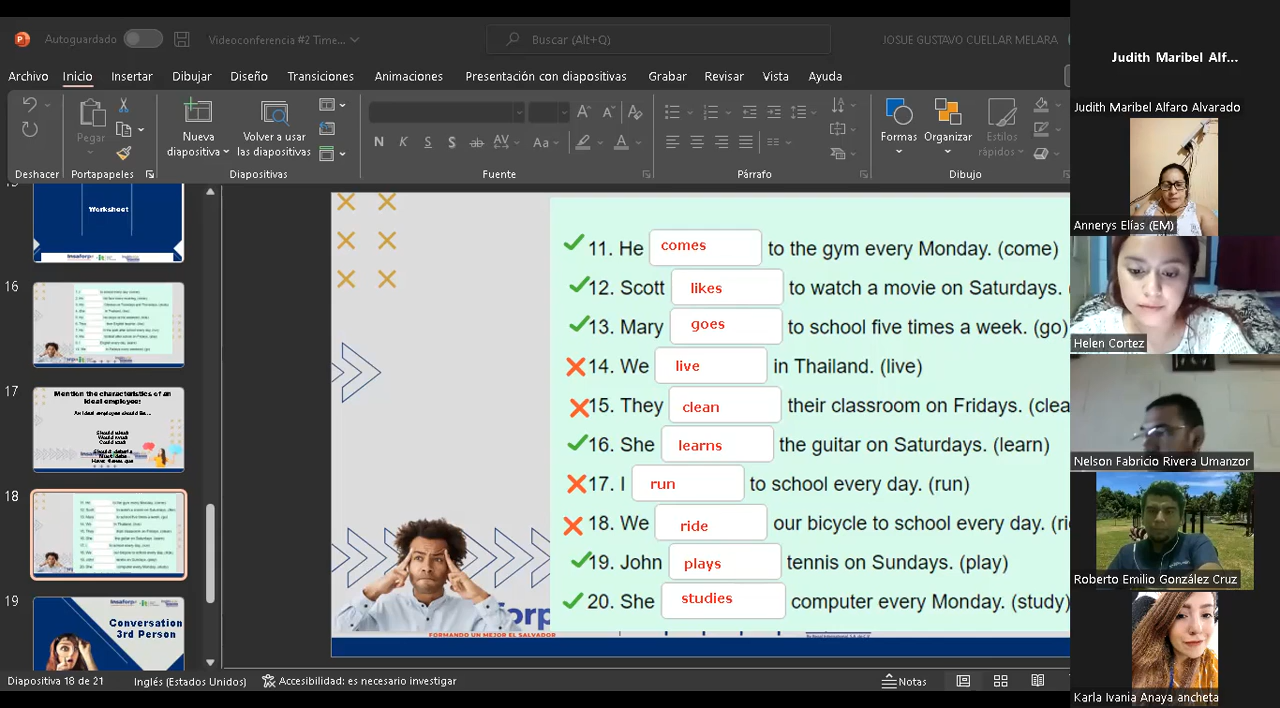 Autoguardado
Videoconferencia #2 Time...
Buscar (Alt+Q)
JOSUE GUSTAVO CUELLAR MELARA
Archivo Inicio Insertar Dibujar Diseño Transiciones Animaciones Presentación con diapositivas Grabar Revisar Vista Ayuda
Pegar
Nueva diapositiva
Volver a usar las diapositivas
N K S S ab AV Aa A
Formas Organizar Estilos rápidos
Deshacer Portapapeles Diapositivas Fuente Párrafo Dibujo
Worksheet
16
17
Mention the characteristics of an
ideal employee:
18
19
Conversation
3rd Person
11. He comes to the gym every Monday. (come)
12. Scott likes to watch a movie on Saturdays. (
13. Mary goes to school five times a week. (go)
14. We live in Thailand. (live)
15. They clean their classroom on Fridays. (clea
16. She learns the guitar on Saturdays. (learn)
17. I run to school every day. (run)
18. We ride our bicycle to school every day. (ri
19. John plays tennis on Sundays. (play)
20. She studies computer every Monday. (study)
FORMANDO UN MEJOR EL SALVADOR
Diapositiva 18 de 21
Inglés (Estados Unidos)
Accesibilidad: es necesario investigar
Notas
Judith Maribel Alf...
Judith Maribel Alfaro Alvarado
Annerys Elías (EM)
Helen Cortez
Nelson Fabricio Rivera Umanzor
Roberto Emilio González Cruz
Karla Ivania Anaya ancheta